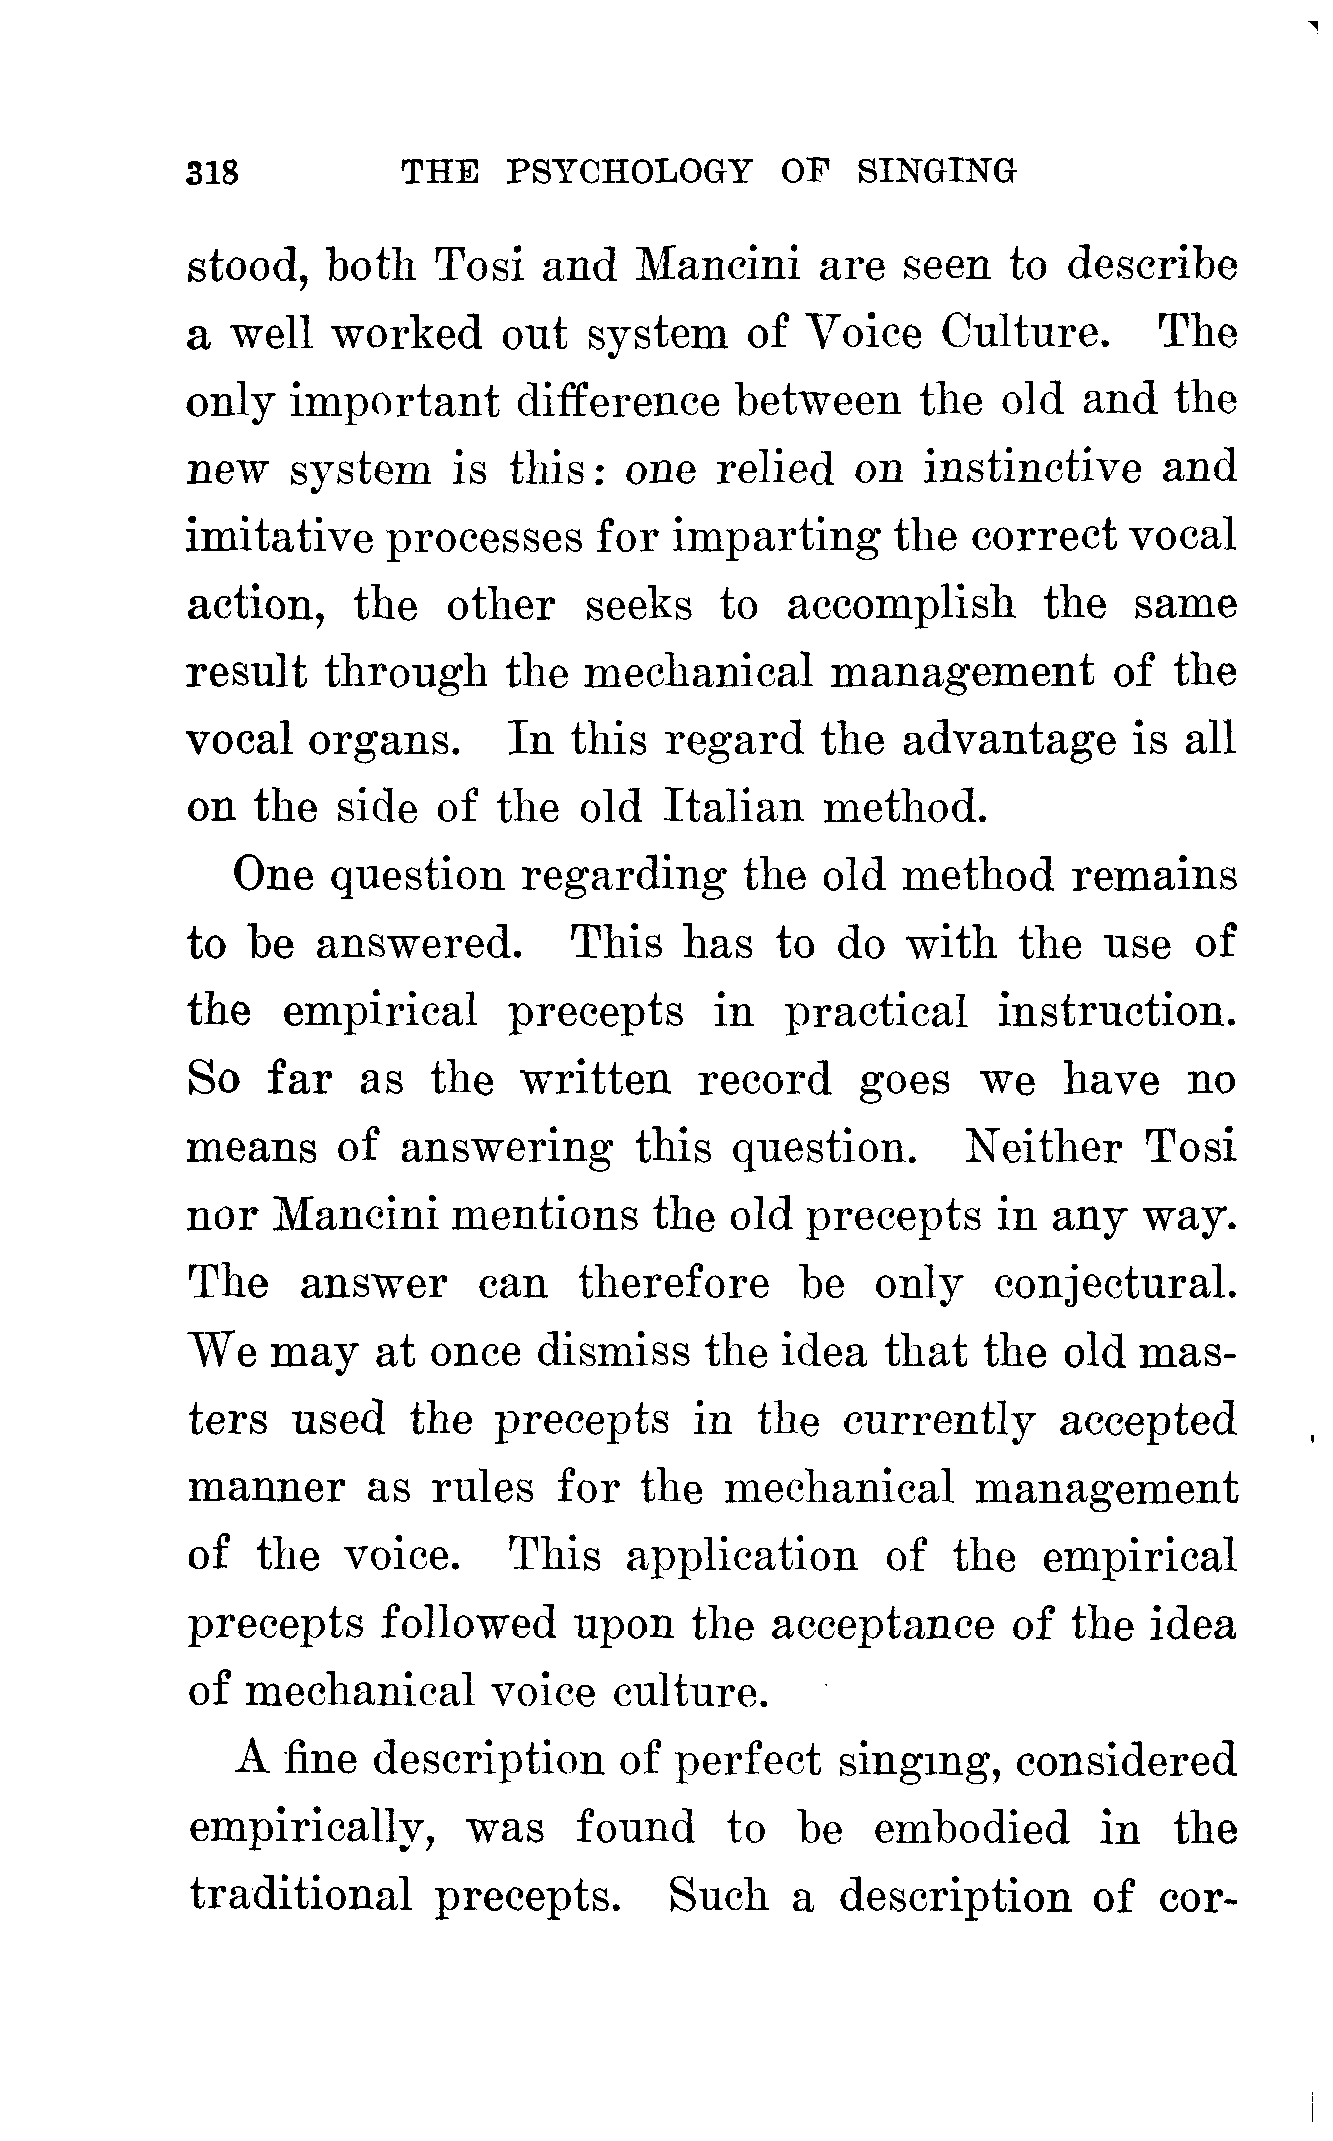 318 THE PSYCHOLOGY OF SINGING
stood, both Tosi and Mancini are seen to describe
a well worked out system of Voice Culture. The
only important difference between the old and the
new system is this: one relied on instinctive and
imitative processes for imparting the correct vocal
action, the other seeks to accomplish the same
result through the mechanical management of the
vocal organs. In this regard the advantage is all
on the side of the old Italian method.
One question regarding the old method remains
to be answered. This has to do with the use of
the empirical precepts in practical instruction.
So far as the written record goes we have no
means of answering this question. Neither Tosi
nor Mancini mentions the old precepts in any way.
The answer can therefore be only conjectural.
We may at once dismiss the idea that the old mas-
ters used the precepts in the currently accepted
manner as rules for the mechanical management
of the voice. This application of the empirical
precepts followed upon the acceptance of the idea
of mechanical voice culture.
A fine description of perfect singing, considered
empirically, was found to be embodied in the
traditional precepts. Such a description of cor-